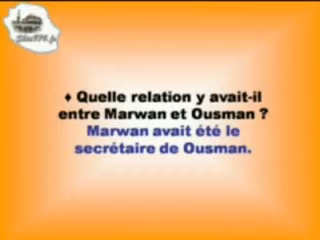 ♦ Quelle relation y avait-il
entre Marwan et Ousman ?
Marwan avait été le
secrétaire de Ousman.